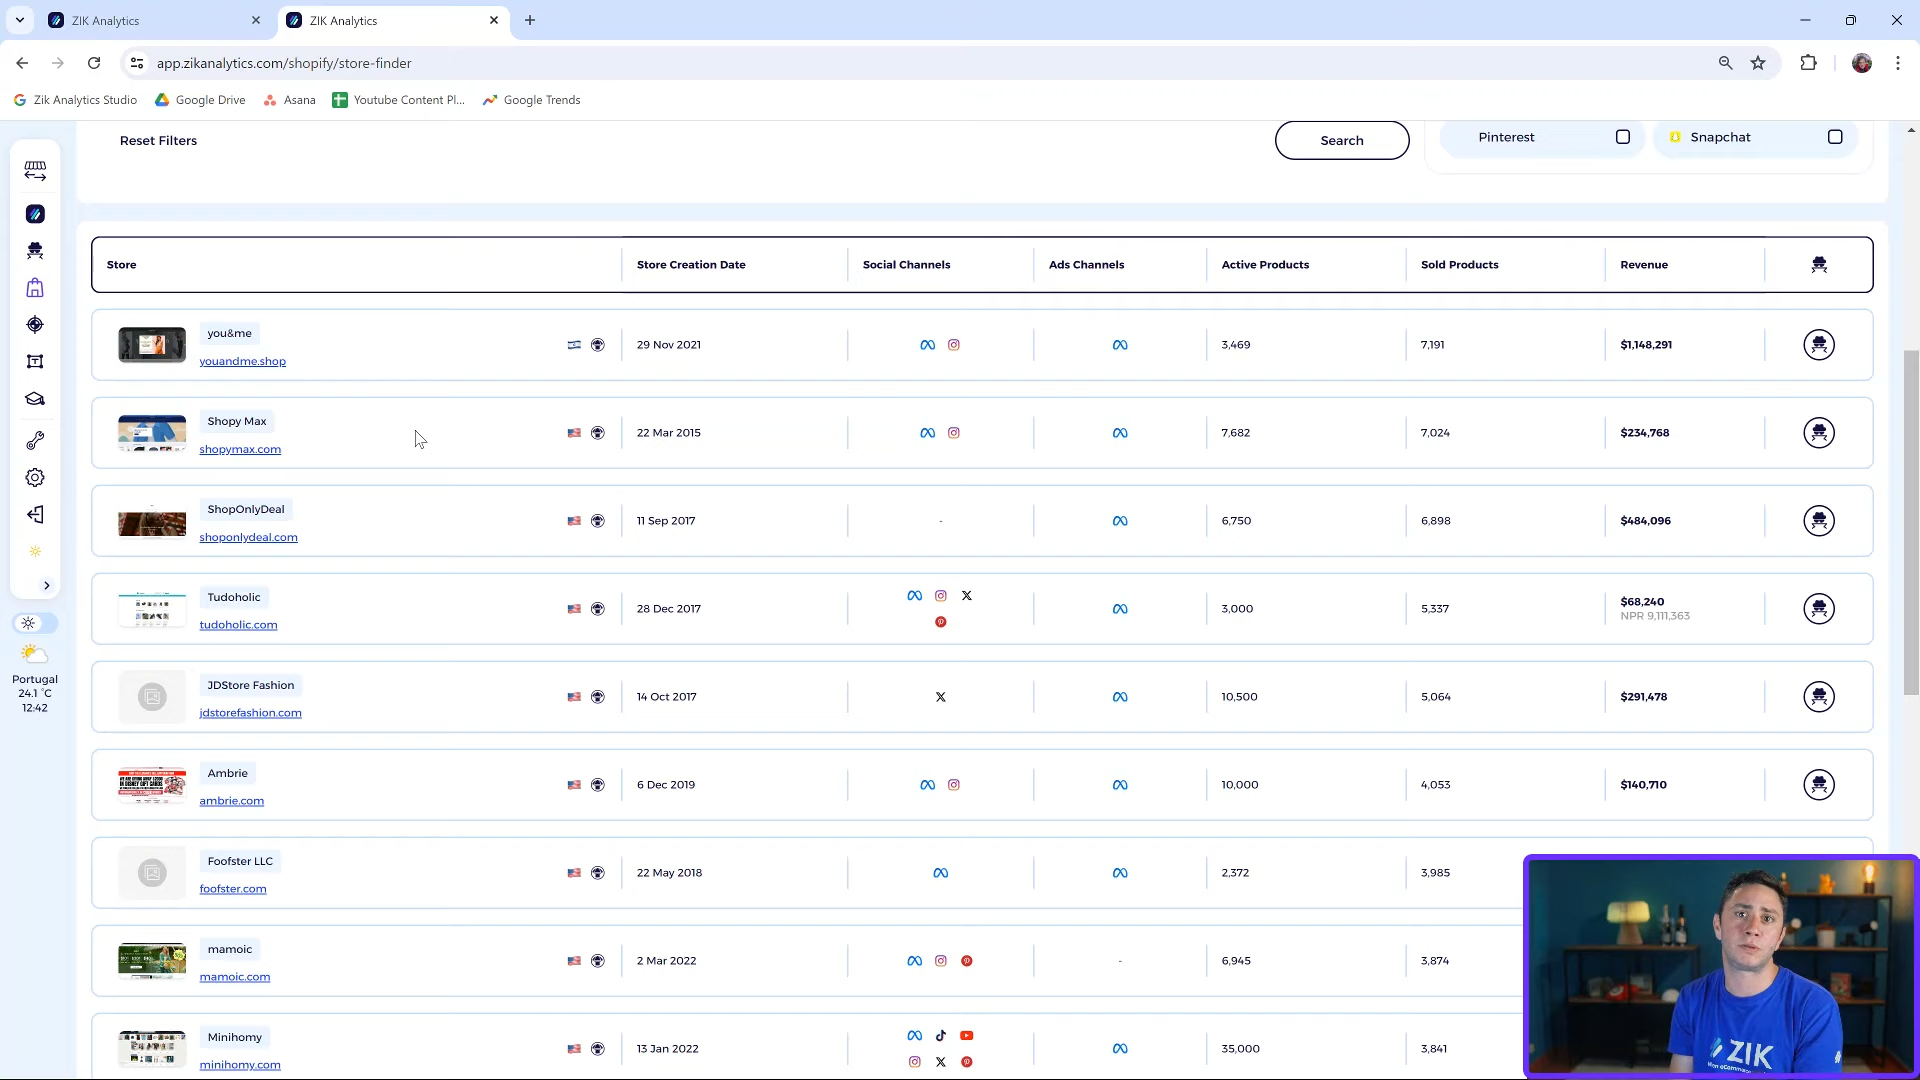 ZIK Analytics
ZIK Analytics
app.zikanalytics.com/shopify/store-finder
Zik Analytics Studio
Google Drive
Asana
Youtube Content Pl...
Google Trends
Reset Filters
Search
Pinterest
Snapchat
Store
Store Creation Date
Social Channels
Ads Channels
Active Products
Sold Products
Revenue
you&me
youandme.shop
29 Nov 2021
3,469
7,191
$1,148,291
Shopy Max
shopymax.com
22 Mar 2015
7,682
7,024
$234,768
ShopOnlyDeal
shoponlydeal.com
11 Sep 2017
-
6,750
6,898
$484,096
Tudoholic
tudoholic.com
28 Dec 2017
3,000
5,337
$68,240
NPR 9,111,363
JDStore Fashion
jdstorefashion.com
14 Oct 2017
10,500
5,064
$291,478
Ambrie
ambrie.com
6 Dec 2019
10,000
4,053
$140,710
Foofster LLC
foofster.com
22 May 2018
2,372
3,985
mamoic
mamoic.com
2 Mar 2022
-
6,945
3,874
Minihomy
minihomy.com
13 Jan 2022
35,000
3,841
Portugal
24.1 °C
12:42
ZIK